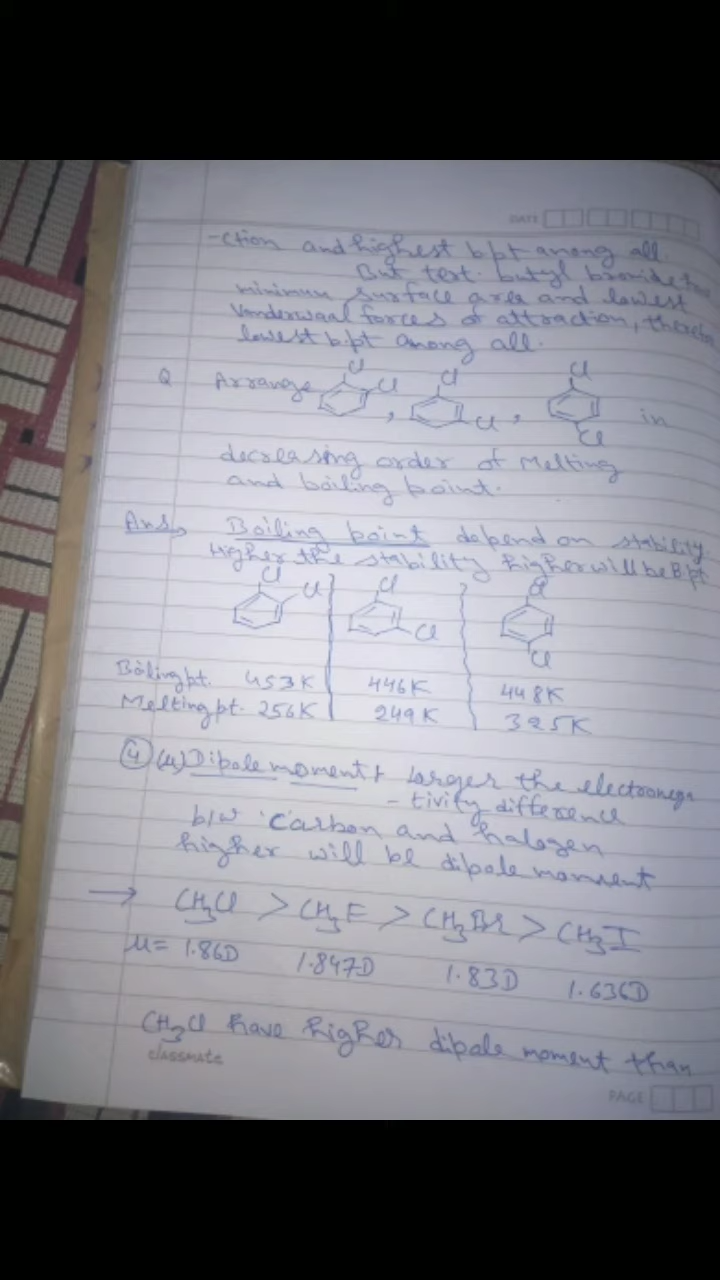 DATE
-ction and highest b.pt among all.
But tert. butyl bromide
minimum surface area and lowest
Vanderwaal forces of attraction,
lowest b.pt among all.
Q Arrange Cl Cl , Cl Cl , Cl Cl in
decreasing order of Melting
and boiling point.
Ans → Boiling point depend on stability
Higher the stability higher will be B.pt
Cl Cl Cl Cl Cl Cl
Boiling pt. 453K 446K 448K
Melting pt. 256K 249K 325K
④ (μ) Dipole moment → Larger the electronega
-tivity difference
b/w Carbon and halogen
higher will be dipole moment
→ CH₃Cl > CH₃F > CH₃Br > CH₃I
μ = 1.86D 1.847D 1.83D 1.636D
CH₃Cl have higher dipole moment than
classmate
PAGE